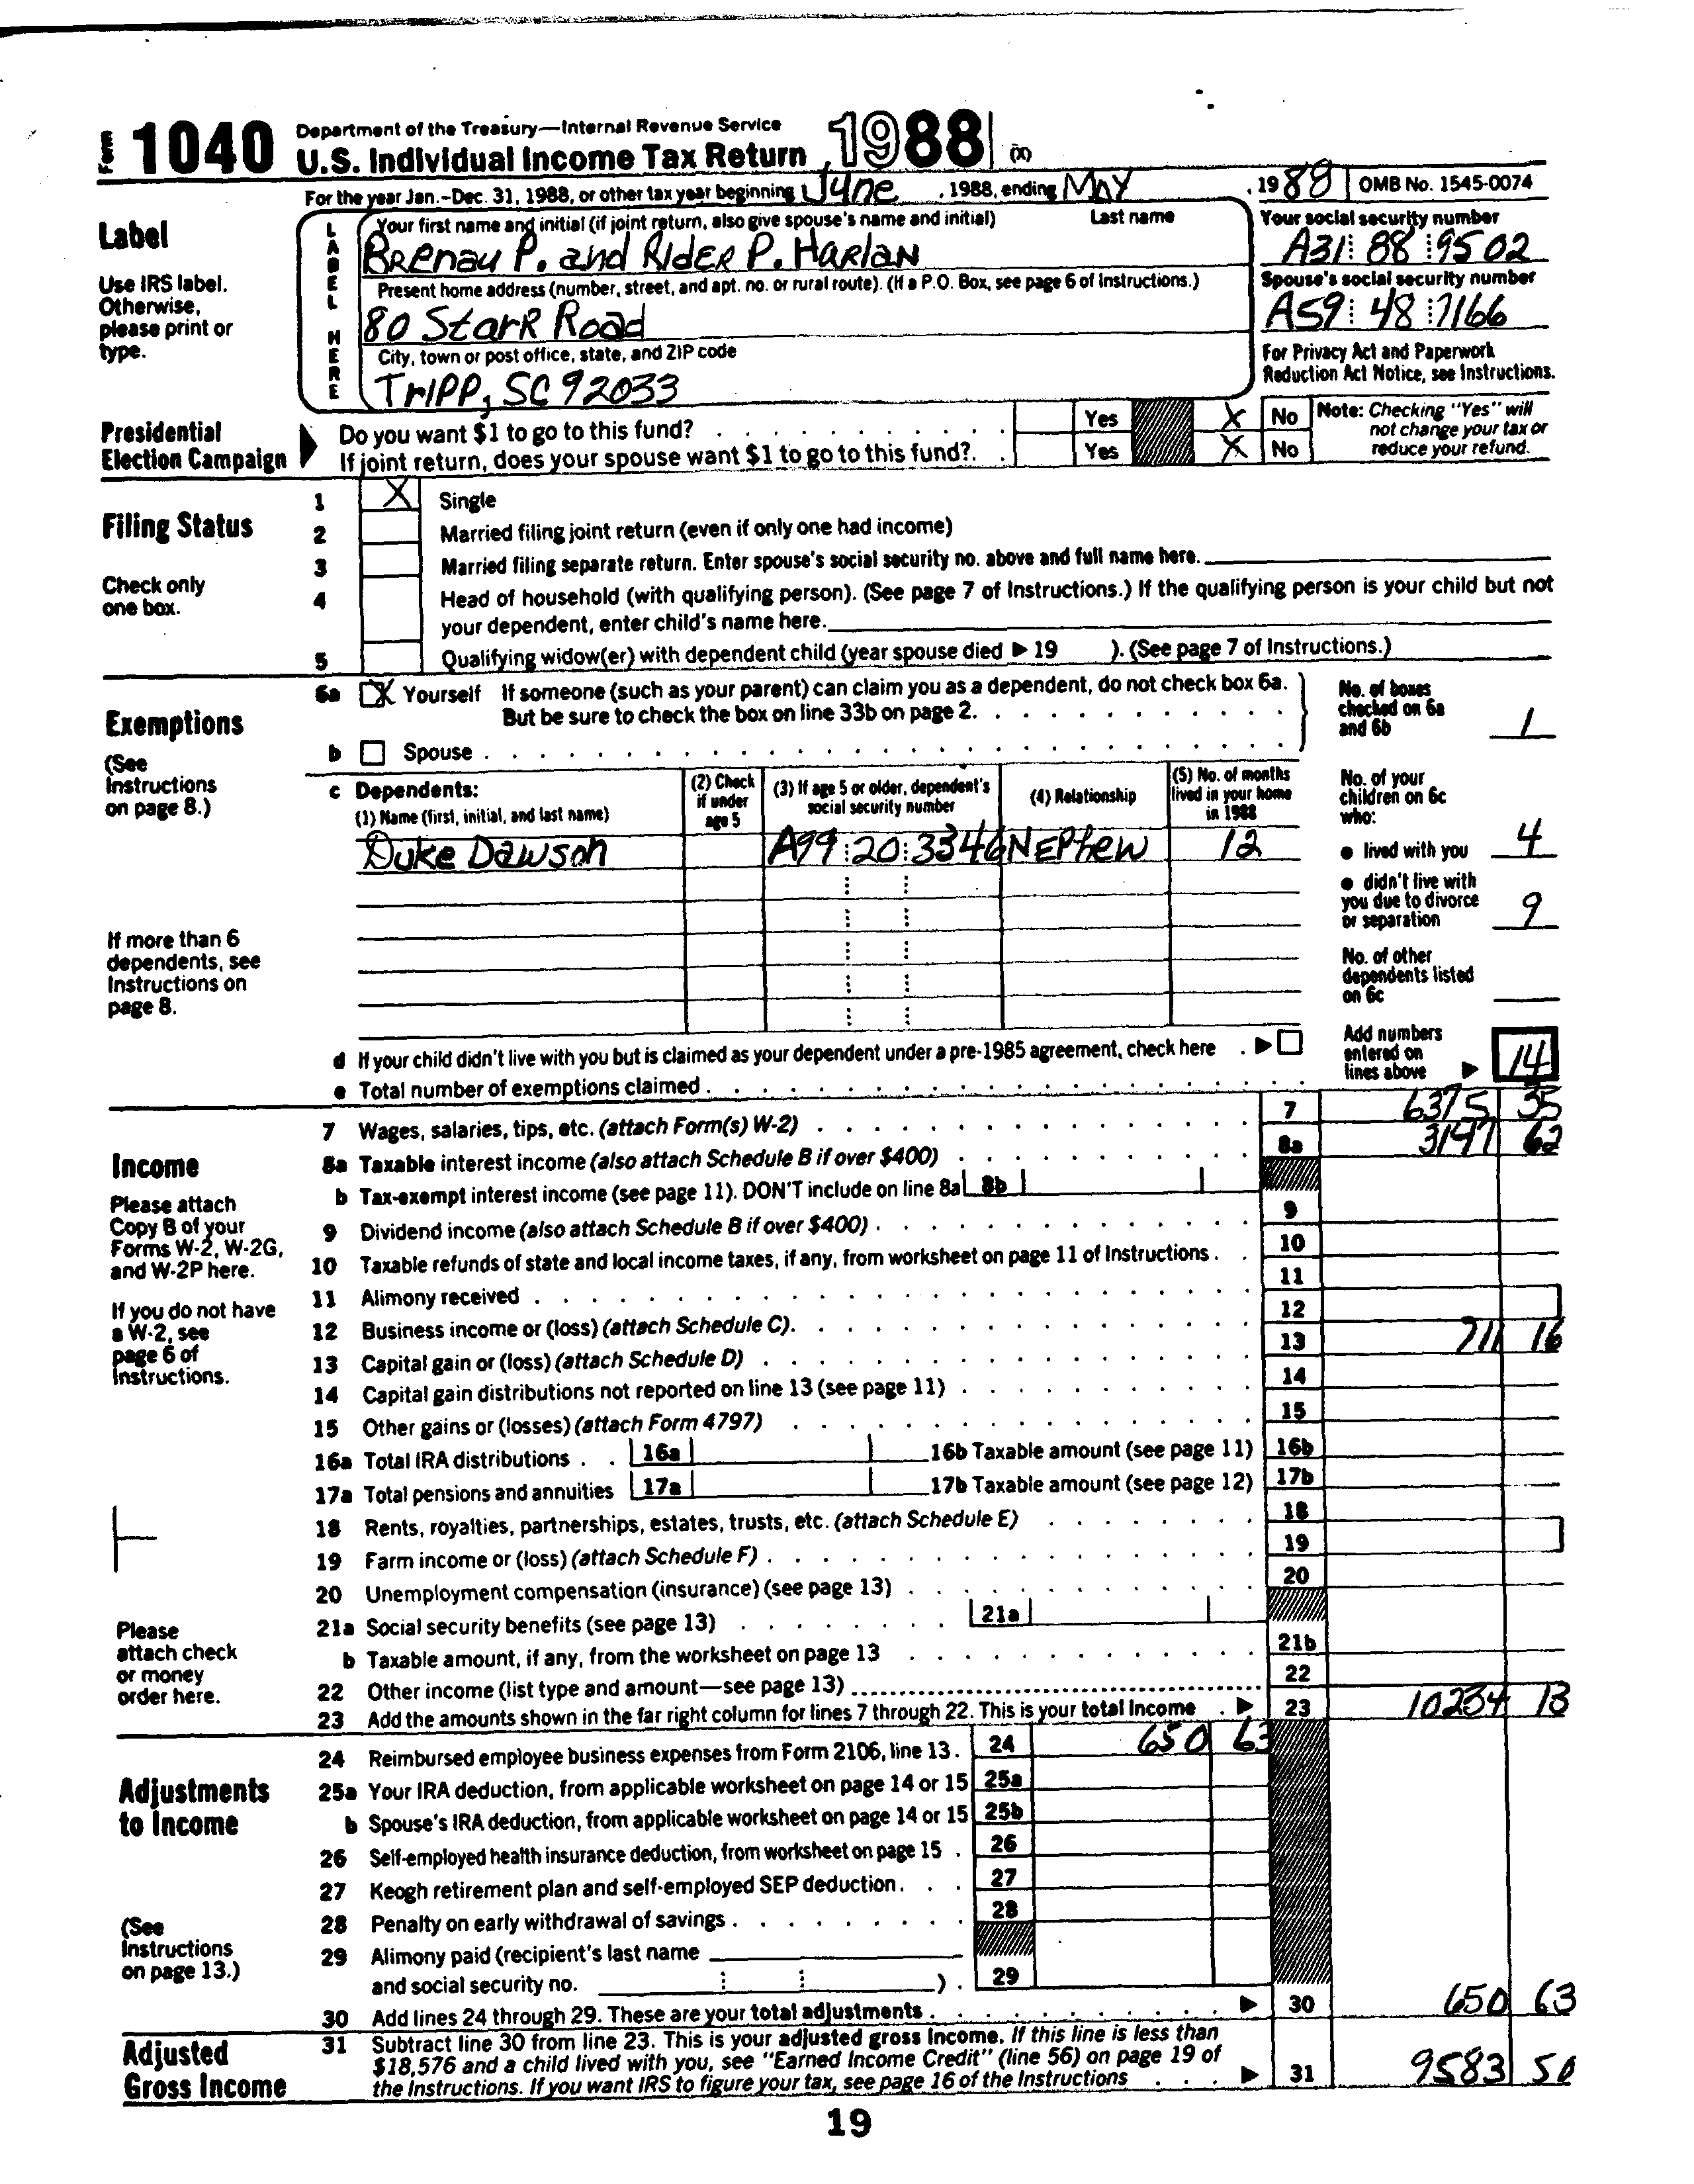 Form 1040 Department of the Treasury—Internal Revenue Service
U.S. Individual Income Tax Return 1988 (X)
For the year Jan.-Dec. 31, 1988, or other tax year beginning June , 1988, ending May , 1988 OMB No. 1545-0074
Label
Use IRS label.
Otherwise,
please print or
type.
LABEL HERE
Your first name and initial (if joint return, also give spouse's name and initial) Last name
Brenau P. and Rider P. Harlan
Present home address (number, street, and apt. no. or rural route). (If a P.O. Box, see page 6 of Instructions.)
80 Stark Road
City, town or post office, state, and ZIP code
Tripp, SC 92033
Your social security number
A31 88 9502
Spouse's social security number
A59 48 7166
For Privacy Act and Paperwork
Reduction Act Notice, see Instructions.
Presidential
Election Campaign
Do you want $1 to go to this fund? Yes X No
If joint return, does your spouse want $1 to go to this fund? Yes X No
Note: Checking "Yes" will
not change your tax or
reduce your refund.
Filing Status
Check only
one box.
1 X Single
2 Married filing joint return (even if only one had income)
3 Married filing separate return. Enter spouse's social security no. above and full name here.
4 Head of household (with qualifying person). (See page 7 of Instructions.) If the qualifying person is your child but not
your dependent, enter child's name here.
5 Qualifying widow(er) with dependent child (year spouse died ▶ 19 ). (See page 7 of Instructions.)
Exemptions
(See
Instructions
on page 8.)
6a X Yourself If someone (such as your parent) can claim you as a dependent, do not check box 6a.
But be sure to check the box on line 33b on page 2.
b Spouse
No. of boxes
checked on 6a
and 6b 1
c Dependents:
(1) Name (first, initial, and last name)
(2) Check
if under
age 5
(3) If age 5 or older, dependent's
social security number
(4) Relationship
(5) No. of months
lived in your home
in 1988
Duke Dawson A99 20 3346 Nephew 12
No. of your
children on 6c
who:
● lived with you 4
● didn't live with
you due to divorce
or separation 9
No. of other
dependents listed
on 6c
If more than 6
dependents, see
Instructions on
page 8.
d If your child didn't live with you but is claimed as your dependent under a pre-1985 agreement, check here . ▶
e Total number of exemptions claimed
Add numbers
entered on
lines above ▶ 14
Income
Please attach
Copy B of your
Forms W-2, W-2G,
and W-2P here.
If you do not have
a W-2, see
page 6 of
Instructions.
Please
attach check
or money
order here.
7 Wages, salaries, tips, etc. (attach Form(s) W-2) 7 6375 35
8a Taxable interest income (also attach Schedule B if over $400) 8a 3147 62
b Tax-exempt interest income (see page 11). DON'T include on line 8a 8b
9 Dividend income (also attach Schedule B if over $400) 9
10 Taxable refunds of state and local income taxes, if any, from worksheet on page 11 of Instructions 10
11 Alimony received 11
12 Business income or (loss) (attach Schedule C) 12
13 Capital gain or (loss) (attach Schedule D) 13 711 16
14 Capital gain distributions not reported on line 13 (see page 11) 14
15 Other gains or (losses) (attach Form 4797) 15
16a Total IRA distributions 16a 16b Taxable amount (see page 11) 16b
17a Total pensions and annuities 17a 17b Taxable amount (see page 12) 17b
18 Rents, royalties, partnerships, estates, trusts, etc. (attach Schedule E) 18
19 Farm income or (loss) (attach Schedule F) 19
20 Unemployment compensation (insurance) (see page 13) 20
21a Social security benefits (see page 13) 21a
b Taxable amount, if any, from the worksheet on page 13 21b
22 Other income (list type and amount—see page 13) 22
23 Add the amounts shown in the far right column for lines 7 through 22. This is your total income ▶ 23 10234 13
Adjustments
to Income
(See
Instructions
on page 13.)
24 Reimbursed employee business expenses from Form 2106, line 13. 24 650 63
25a Your IRA deduction, from applicable worksheet on page 14 or 15 25a
b Spouse's IRA deduction, from applicable worksheet on page 14 or 15 25b
26 Self-employed health insurance deduction, from worksheet on page 15 26
27 Keogh retirement plan and self-employed SEP deduction 27
28 Penalty on early withdrawal of savings 28
29 Alimony paid (recipient's last name
and social security no. ) 29
30 Add lines 24 through 29. These are your total adjustments ▶ 30 650 63
Adjusted
Gross Income
31 Subtract line 30 from line 23. This is your adjusted gross income. If this line is less than
$18,576 and a child lived with you, see "Earned Income Credit" (line 56) on page 19 of
the Instructions. If you want IRS to figure your tax, see page 16 of the Instructions ▶ 31 9583 50
19